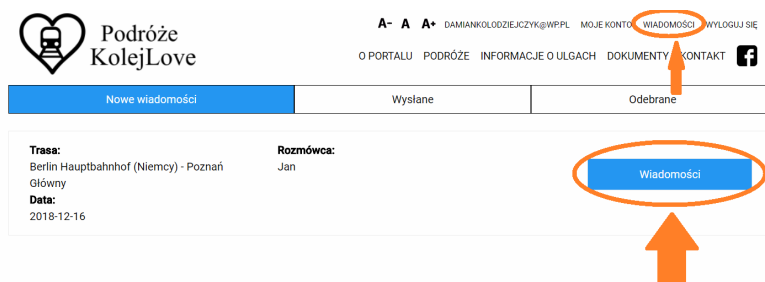 Podróże
KolejLove
A- A A+ DAMIANKOLODZIEJCZYK@WP.PL MOJE KONTO WIADOMOŚCI WYLOGUJ SIĘ
O PORTALU PODRÓŻE INFORMACJE O ULGACH DOKUMENTY KONTAKT
Nowe wiadomości Wysłane Odebrane
Trasa: Rozmówca:
Berlin Hauptbahnhof (Niemcy) - Poznań Jan
Główny
Wiadomości
Data:
2018-12-16